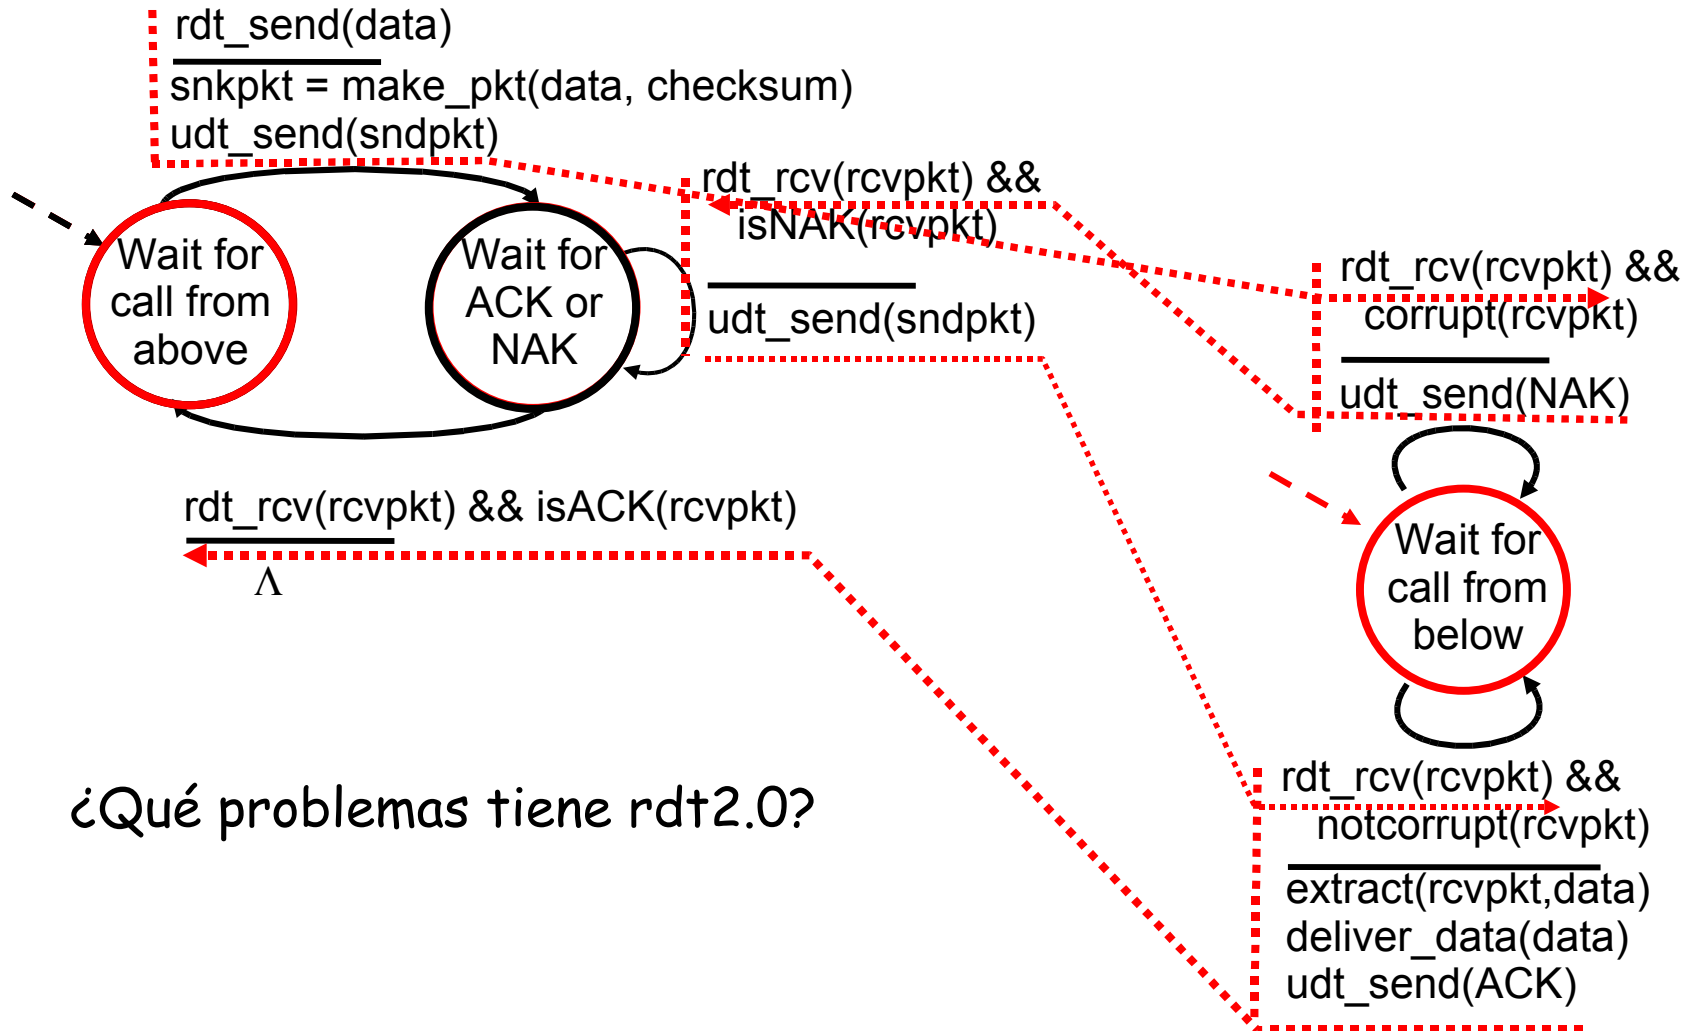 rdt_send(data)
snkpkt = make_pkt(data, checksum)
udt_send(sndpkt)
Wait for
call from
above
Wait for
ACK or
NAK
rdt_rcv(rcvpkt) &&
isNAK(rcvpkt)
udt_send(sndpkt)
rdt_rcv(rcvpkt) &&
corrupt(rcvpkt)
udt_send(NAK)
rdt_rcv(rcvpkt) && isACK(rcvpkt)
Λ
Wait for
call from
below
rdt_rcv(rcvpkt) &&
notcorrupt(rcvpkt)
extract(rcvpkt,data)
deliver_data(data)
udt_send(ACK)
¿Qué problemas tiene rdt2.0?